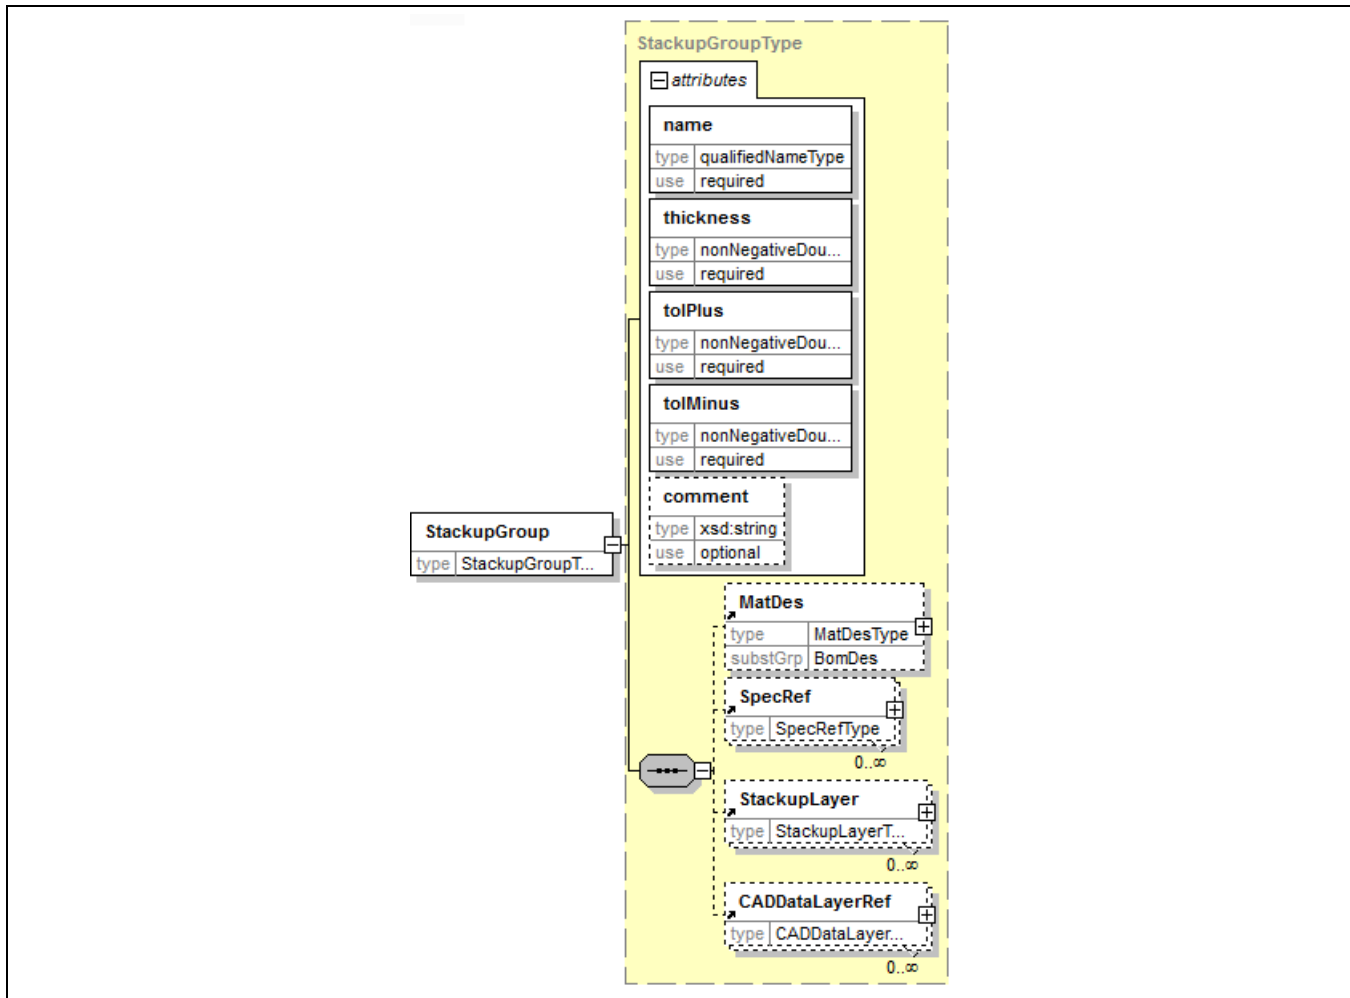 StackupGroupType
attributes
name
type qualifiedNameType
use required
thickness
type nonNegativeDou...
use required
tolPlus
type nonNegativeDou...
use required
tolMinus
type nonNegativeDou...
use required
comment
type xsd:string
use optional
StackupGroup
type StackupGroupT...
MatDes
type MatDesType
substGrp BomDes
SpecRef
type SpecRefType
0..∞
StackupLayer
type StackupLayerT...
0..∞
CADDataLayerRef
type CADDataLayer...
0..∞